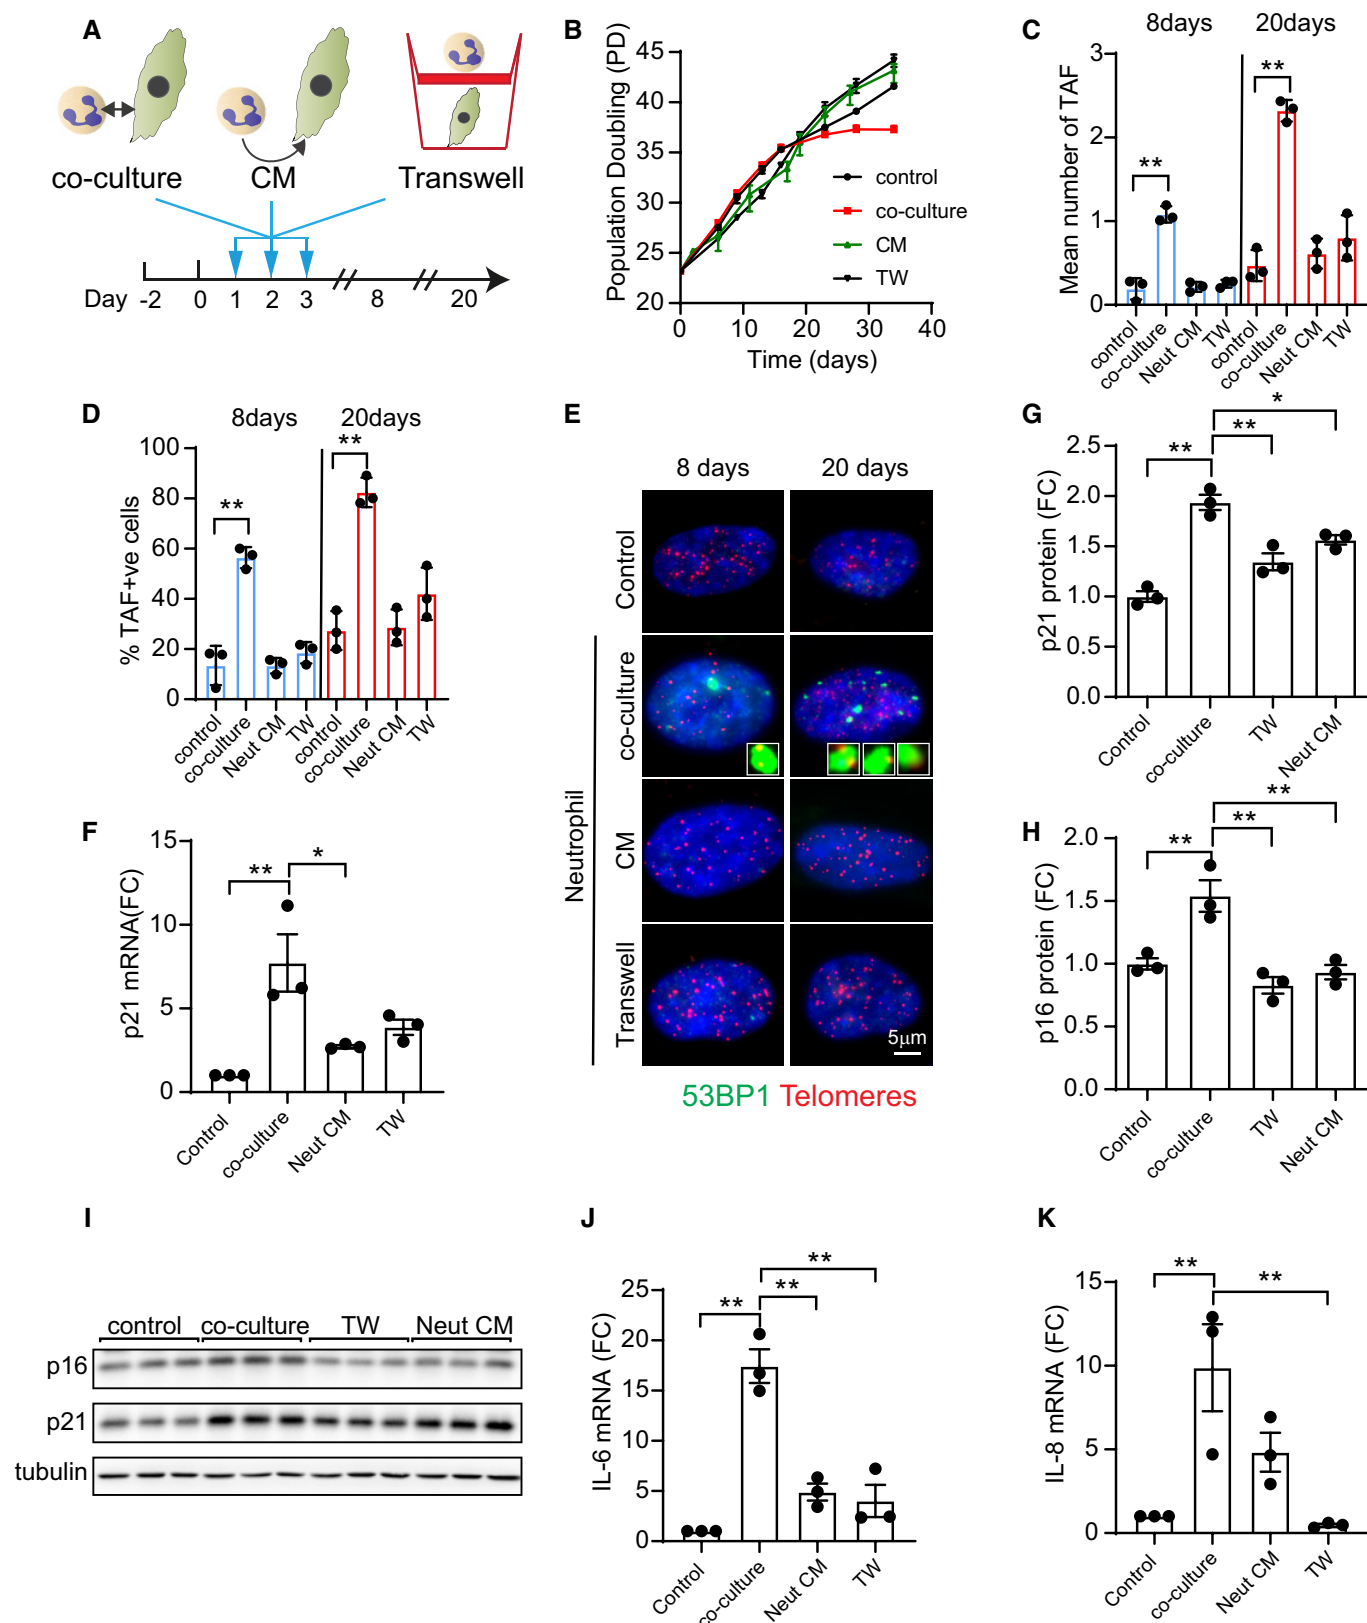 A
co-culture
CM
Transwell
Day -2 0 1 2 3 8 20
B
Population Doubling (PD)
45
40
35
30
25
20
0 10 20 30 40
Time (days)
control
co-culture
CM
TW
C
8days 20days
Mean number of TAF
3
2
1
0
** **
control co-culture Neut CM TW control co-culture Neut CM TW
D
8days 20days
% TAF+ve cells
100
80
60
40
20
0
** **
control co-culture Neut CM TW control co-culture Neut CM TW
E
8 days 20 days
Control
Neutrophil
co-culture
CM
Transwell
5μm
53BP1 Telomeres
F
p21 mRNA(FC)
15
10
5
0
** *
Control co-culture Neut CM TW
G
p21 protein (FC)
2.5
2.0
1.5
1.0
0.5
0.0
** ** *
Control co-culture TW Neut CM
H
p16 protein (FC)
2.0
1.5
1.0
0.5
0.0
** ** **
Control co-culture TW Neut CM
I
control co-culture TW Neut CM
p16
p21
tubulin
J
IL-6 mRNA (FC)
25
20
15
10
5
0
** ** **
Control co-culture Neut CM TW
K
IL-8 mRNA (FC)
15
10
5
0
** **
Control co-culture Neut CM TW